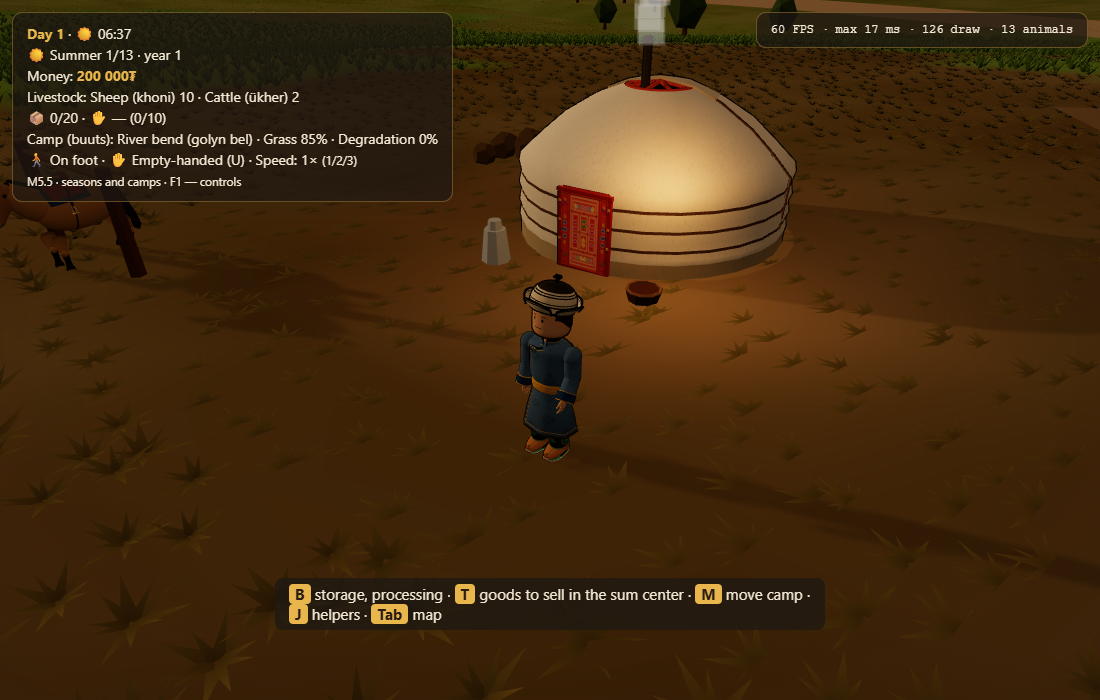 Day 1 · ☀️ 06:37
☀️ Summer 1/13 · year 1
Money: 200 000₮
Livestock: Sheep (khoni) 10 · Cattle (ükher) 2
📦 0/20 · ✋ — (0/10)
Camp (buuts): River bend (golyn bel) · Grass 85% · Degradation 0%
🚶 On foot · ✋ Empty-handed (U) · Speed: 1× (1/2/3)
M5.5 · seasons and camps · F1 — controls
60 FPS · max 17 ms · 126 draw · 13 animals
B storage, processing · T goods to sell in the sum center · M move camp ·
J helpers · Tab map